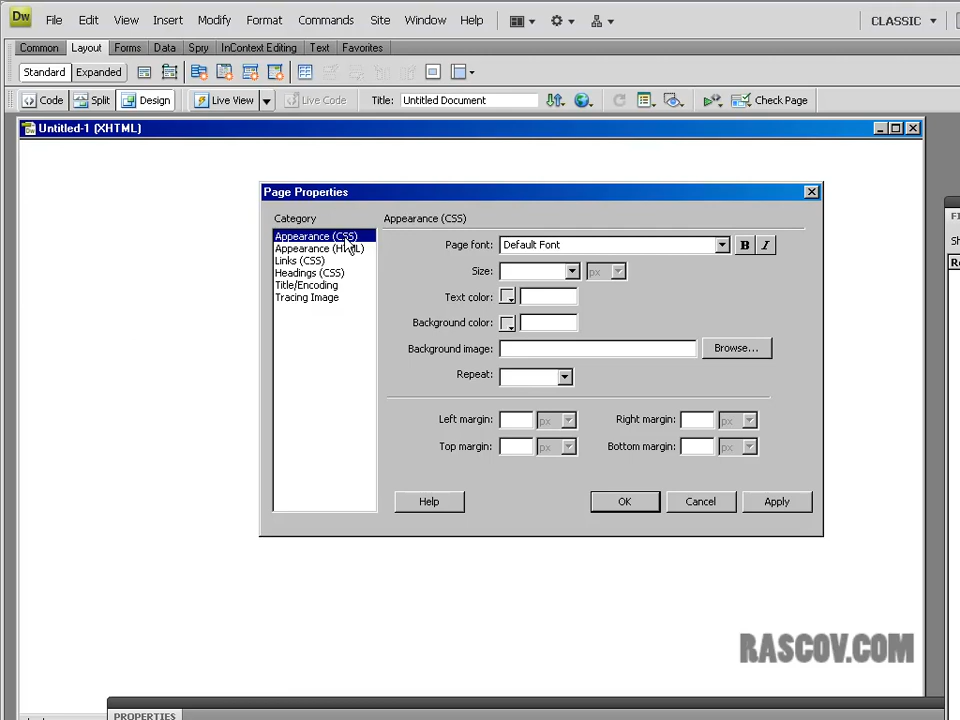 Dw File Edit View Insert Modify Format Commands Site Window Help CLASSIC
Common Layout Forms Data Spry InContext Editing Text Favorites
Standard Expanded
Code Split Design Live View Live Code Title: Untitled Document Check Page
Untitled-1 (XHTML)
Page Properties
Category Appearance (CSS)
Appearance (CSS)
Appearance (HTML)
Links (CSS)
Headings (CSS)
Title/Encoding
Tracing Image
Page font: Default Font B I
Size: px
Text color:
Background color:
Background image: Browse...
Repeat:
Left margin: px Right margin: px
Top margin: px Bottom margin: px
Help OK Cancel Apply
RASCOV.COM
PROPERTIES